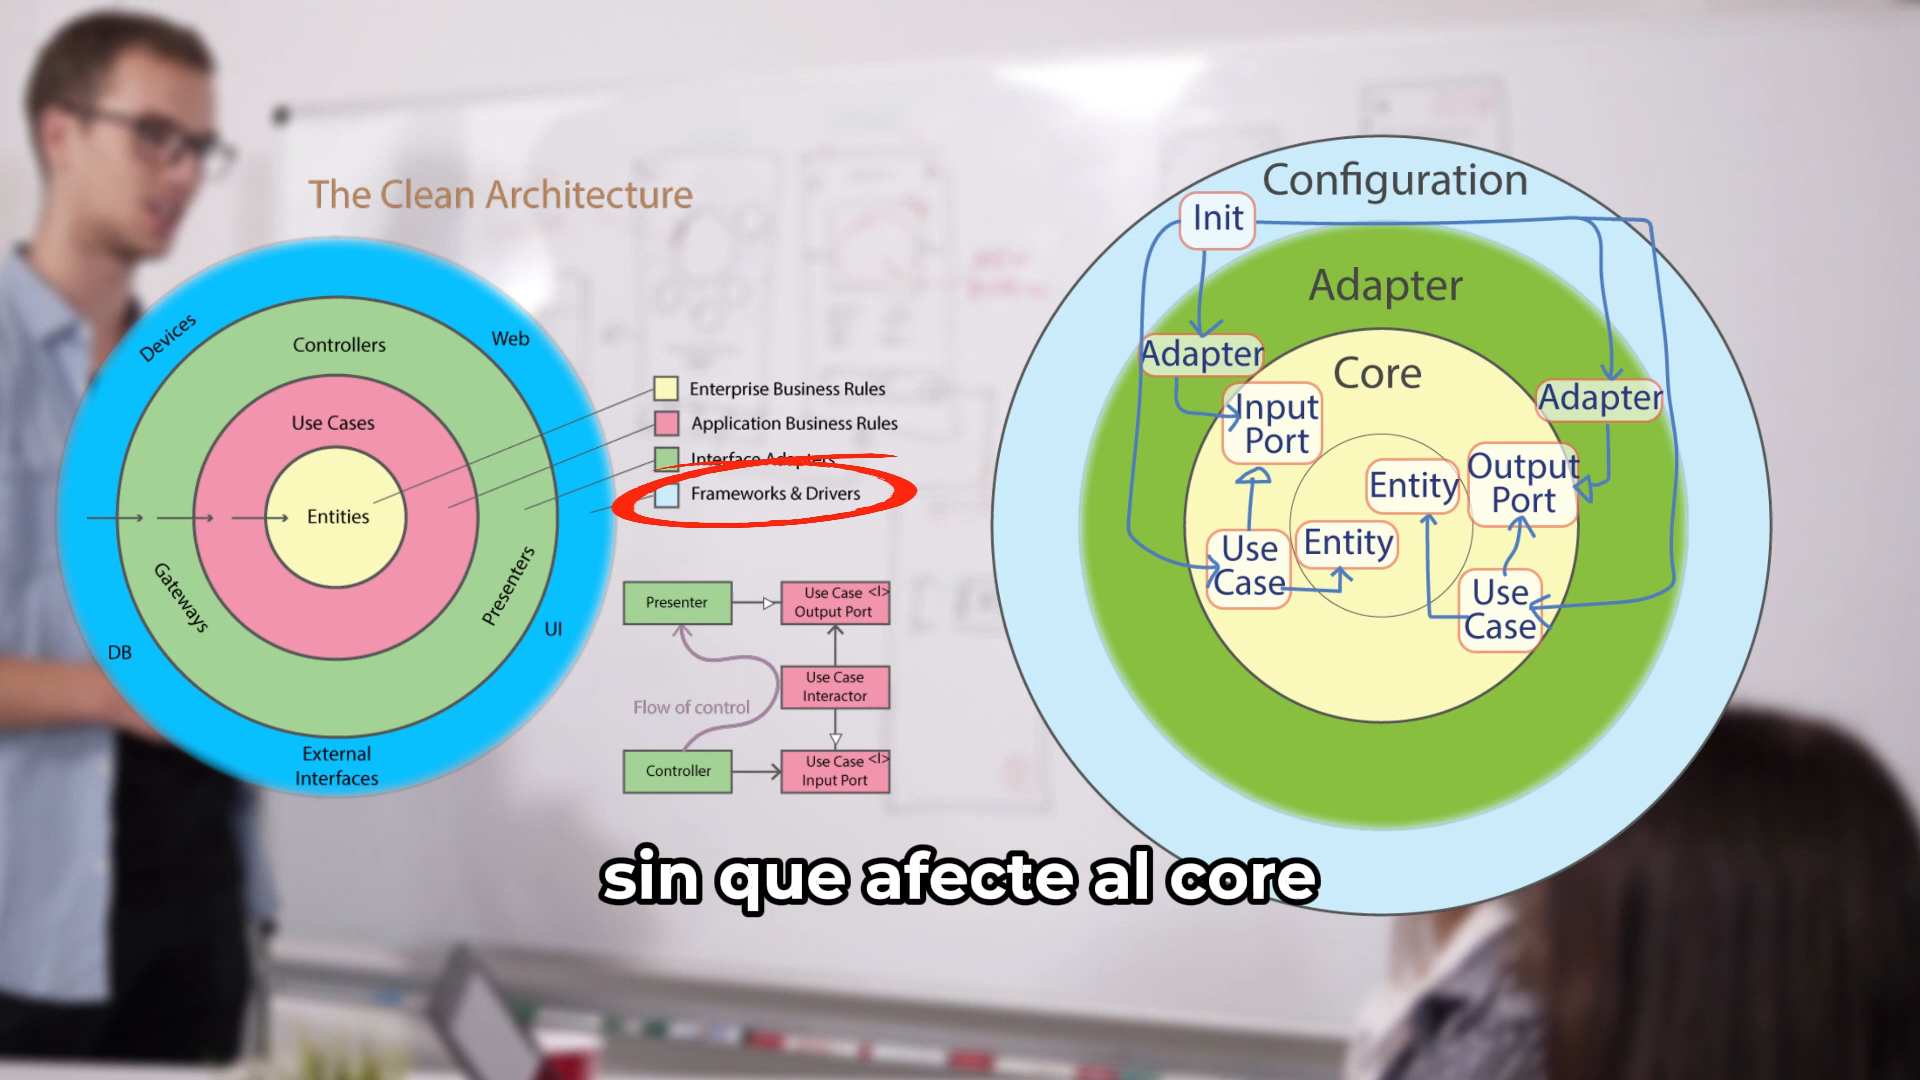 The Clean Architecture
Devices
Web
Controllers
Use Cases
Entities
Gateways
Presenters
DB
UI
External
Interfaces
Enterprise Business Rules
Application Business Rules
Interface Adapters
Frameworks & Drivers
Presenter
Use Case <I>
Output Port
Use Case
Interactor
Flow of control
Controller
Use Case <I>
Input Port
Configuration
Init
Adapter
Adapter
Core
Adapter
Input
Port
Entity
Output
Port
Use
Case
Entity
Use
Case
sin que afecte al core